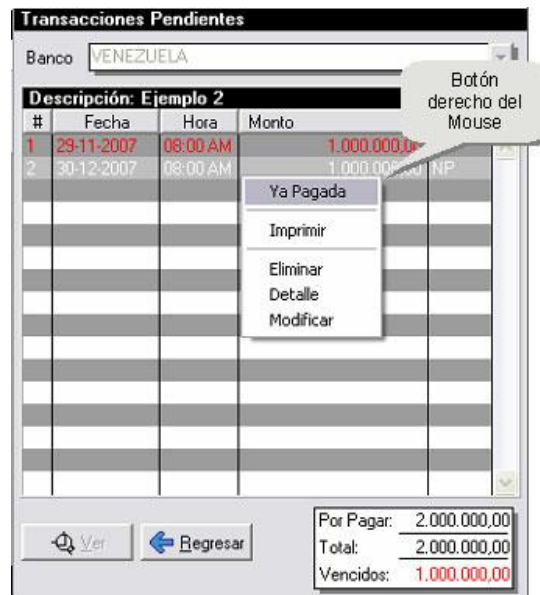 Transacciones Pendientes
Banco VENEZUELA
Botón
derecho del
Mouse
Descripción: Ejemplo 2
# Fecha Hora Monto
1 29-11-2007 08:00 AM 1.000.000,00
2 30-12-2007 08:00 AM 1.000.000,00 NP
Ya Pagada
Imprimir
Eliminar
Detalle
Modificar
Ver
Regresar
Por Pagar: 2.000.000,00
Total: 2.000.000,00
Vencidos: 1.000.000,00